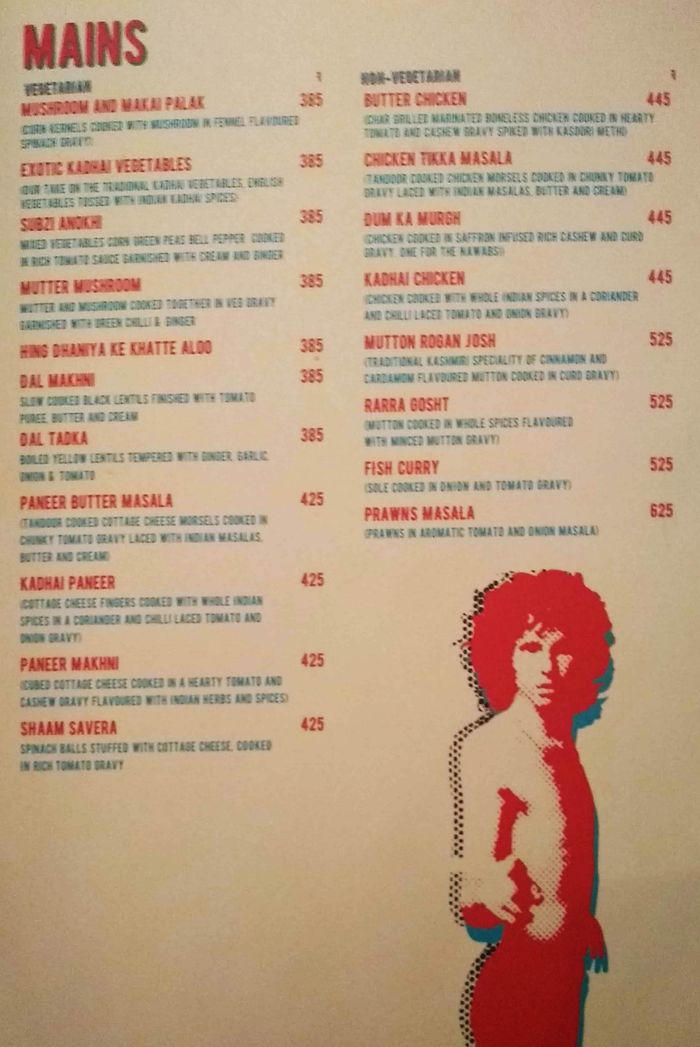 MAINS
VEGETARIAN ₹
MUSHROOM AND MAKAI PALAK 385
(CORN KERNELS COOKED WITH MUSHROOM IN FENNEL FLAVOURED
SPINACH GRAVY)
EXOTIC KADHAI VEGETABLES 385
(OUR TAKE ON THE TRADIONAL KADHAI VEGETABLES, ENGLISH
VEGETABLES TOSSED WITH INDIAN KADHAI SPICES)
SUBZI ANOKHI 385
MIXED VEGETABLES CORN GREEN PEAS BELL PEPPER, COOKED
IN RICH TOMATO SAUCE GARNISHED WITH CREAM AND GINGER
MUTTER MUSHROOM 385
MUTTER AND MUSHROOM COOKED TOGETHER IN VEG GRAVY
GARNISHED WITH GREEN CHILLI & GINGER
HING DHANIYA KE KHATTE ALOO 385
DAL MAKHNI 385
SLOW COOKED BLACK LENTILS FINISHED WITH TOMATO
PUREE, BUTTER AND CREAM
DAL TADKA 385
BOILED YELLOW LENTILS TEMPERED WITH GINGER, GARLIC,
ONION & TOMATO
PANEER BUTTER MASALA 425
(TANDOOR COOKED COTTAGE CHEESE MORSELS COOKED IN
CHUNKY TOMATO GRAVY LACED WITH INDIAN MASALAS,
BUTTER AND CREAM)
KADHAI PANEER 425
(COTTAGE CHEESE FINGERS COOKED WITH WHOLE INDIAN
SPICES IN A CORIANDER AND CHILLI LACED TOMATO AND
ONION GRAVY)
PANEER MAKHNI 425
(CUBED COTTAGE CHEESE COOKED IN A HEARTY TOMATO AND
CASHEW GRAVY FLAVOURED WITH INDIAN HERBS AND SPICES)
SHAAM SAVERA 425
SPINACH BALLS STUFFED WITH COTTAGE CHEESE, COOKED
IN RICH TOMATO GRAVY
NON-VEGETARIAN ₹
BUTTER CHICKEN 445
(CHAR GRILLED MARINATED BONELESS CHICKEN COOKED IN HEARTY
TOMATO AND CASHEW GRAVY SPIKED WITH KASOORI METHI)
CHICKEN TIKKA MASALA 445
(TANDOOR COOKED CHICKEN MORSELS COOKED IN CHUNKY TOMATO
GRAVY LACED WITH INDIAN MASALAS, BUTTER AND CREAM)
DUM KA MURGH 445
(CHICKEN COOKED IN SAFFRON INFUSED RICH CASHEW AND CURD
GRAVY, ONE FOR THE NAWABS!)
KADHAI CHICKEN 445
(CHICKEN COOKED WITH WHOLE INDIAN SPICES IN A CORIANDER
AND CHILLI LACED TOMATO AND ONION GRAVY)
MUTTON ROGAN JOSH 525
(TRADITIONAL KASHMIRI SPECIALITY OF CINNAMON AND
CARDAMOM FLAVOURED MUTTON COOKED IN CURD GRAVY)
RARRA GOSHT 525
(MUTTON COOKED IN WHOLE SPICES FLAVOURED
WITH MINCED MUTTON GRAVY)
FISH CURRY 525
(SOLE COOKED IN ONION AND TOMATO GRAVY)
PRAWNS MASALA 625
(PRAWNS IN AROMATIC TOMATO AND ONION MASALA)